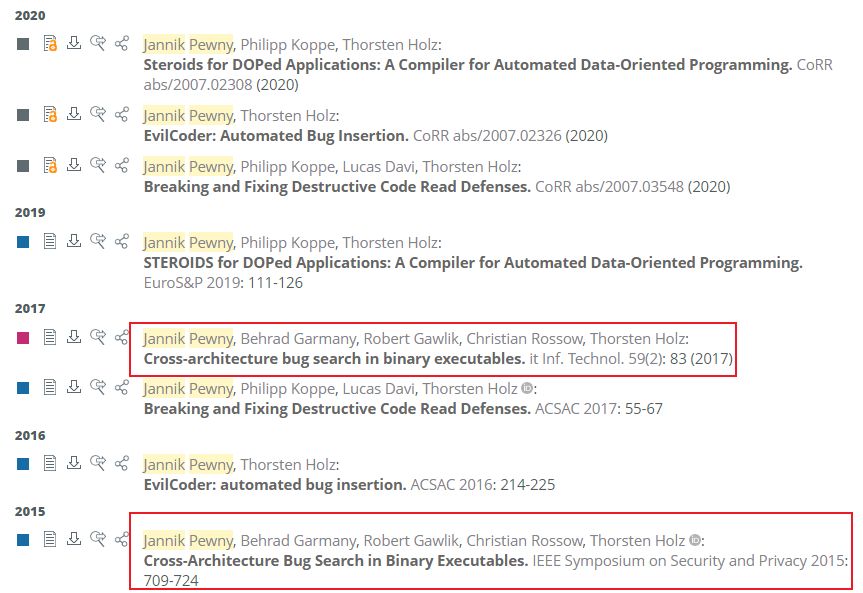 2020
Jannik Pewny, Philipp Koppe, Thorsten Holz:
Steroids for DOPed Applications: A Compiler for Automated Data-Oriented Programming. CoRR
abs/2007.02308 (2020)
Jannik Pewny, Thorsten Holz:
EvilCoder: Automated Bug Insertion. CoRR abs/2007.02326 (2020)
Jannik Pewny, Philipp Koppe, Lucas Davi, Thorsten Holz:
Breaking and Fixing Destructive Code Read Defenses. CoRR abs/2007.03548 (2020)
2019
Jannik Pewny, Philipp Koppe, Thorsten Holz:
STEROIDS for DOPed Applications: A Compiler for Automated Data-Oriented Programming.
EuroS&P 2019: 111-126
2017
Jannik Pewny, Behrad Garmany, Robert Gawlik, Christian Rossow, Thorsten Holz:
Cross-architecture bug search in binary executables. it Inf. Technol. 59(2): 83 (2017)
Jannik Pewny, Philipp Koppe, Lucas Davi, Thorsten Holz iD:
Breaking and Fixing Destructive Code Read Defenses. ACSAC 2017: 55-67
2016
Jannik Pewny, Thorsten Holz:
EvilCoder: automated bug insertion. ACSAC 2016: 214-225
2015
Jannik Pewny, Behrad Garmany, Robert Gawlik, Christian Rossow, Thorsten Holz iD:
Cross-Architecture Bug Search in Binary Executables. IEEE Symposium on Security and Privacy 2015:
709-724